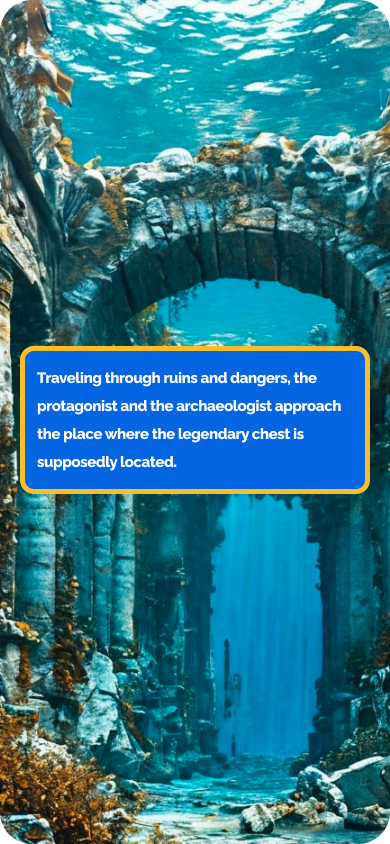 Traveling through ruins and dangers, the
protagonist and the archaeologist approach
the place where the legendary chest is
supposedly located.